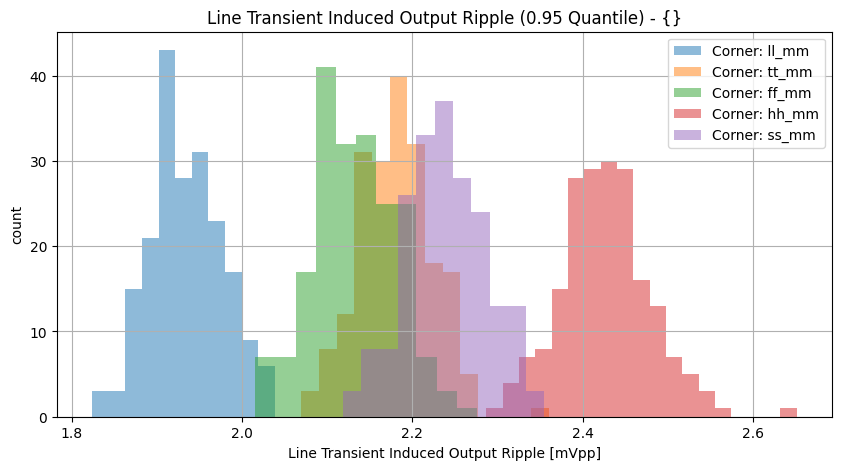 Line Transient Induced Output Ripple (0.95 Quantile) - {}
Corner: ll_mm
Corner: tt_mm
Corner: ff_mm
Corner: hh_mm
Corner: ss_mm
40
30
20
10
0
count
1.8
2.0
2.2
2.4
2.6
Line Transient Induced Output Ripple [mVpp]